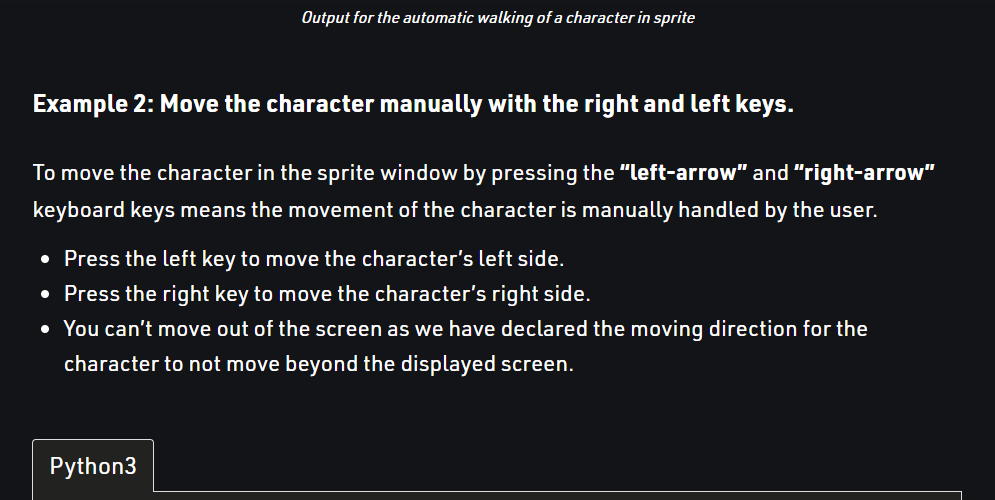 Output for the automatic walking of a character in sprite
Example 2: Move the character manually with the right and left keys.
To move the character in the sprite window by pressing the “left-arrow” and “right-arrow”
keyboard keys means the movement of the character is manually handled by the user.
• Press the left key to move the character’s left side.
• Press the right key to move the character’s right side.
• You can’t move out of the screen as we have declared the moving direction for the
character to not move beyond the displayed screen.
Python3